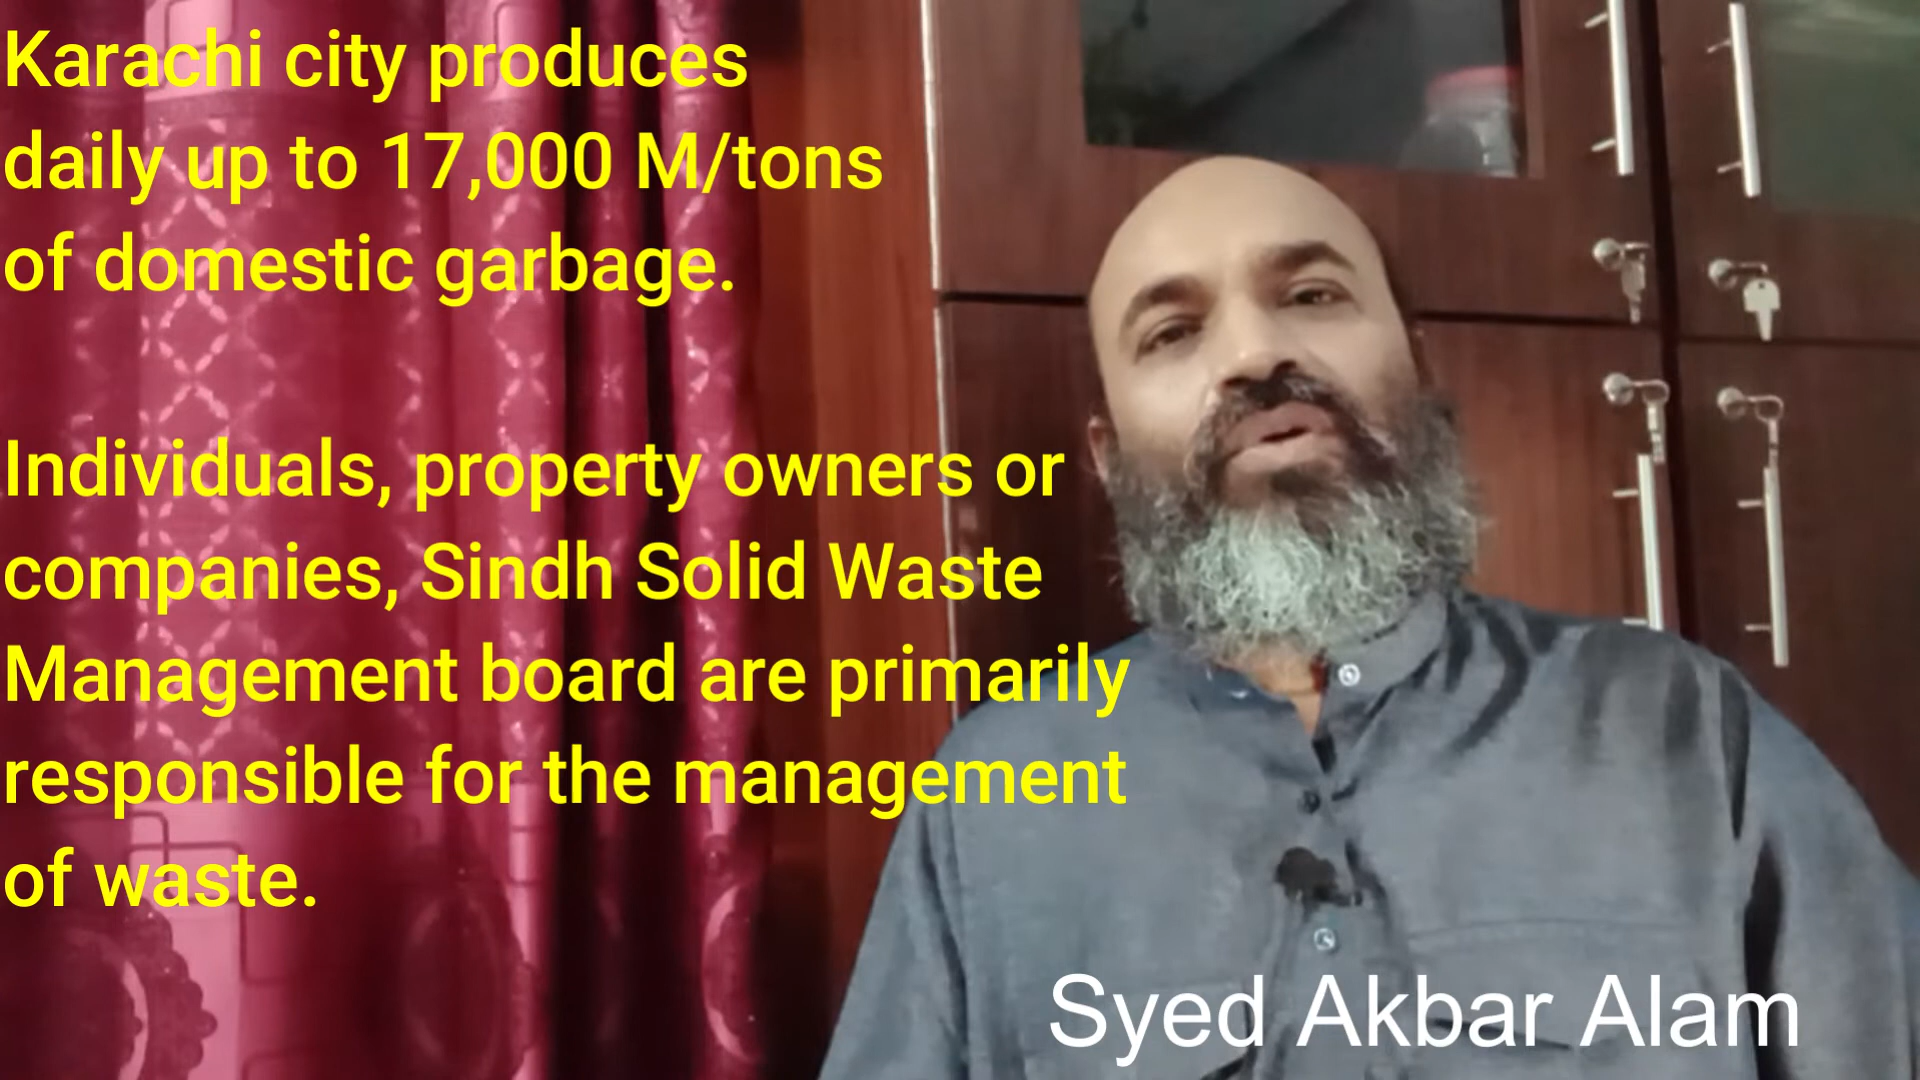 Karachi city produces
daily up to 17,000 M/tons
of domestic garbage.
Individuals, property owners or
companies, Sindh Solid Waste
Management board are primarily
responsible for the management
of waste.
Syed Akbar Alam